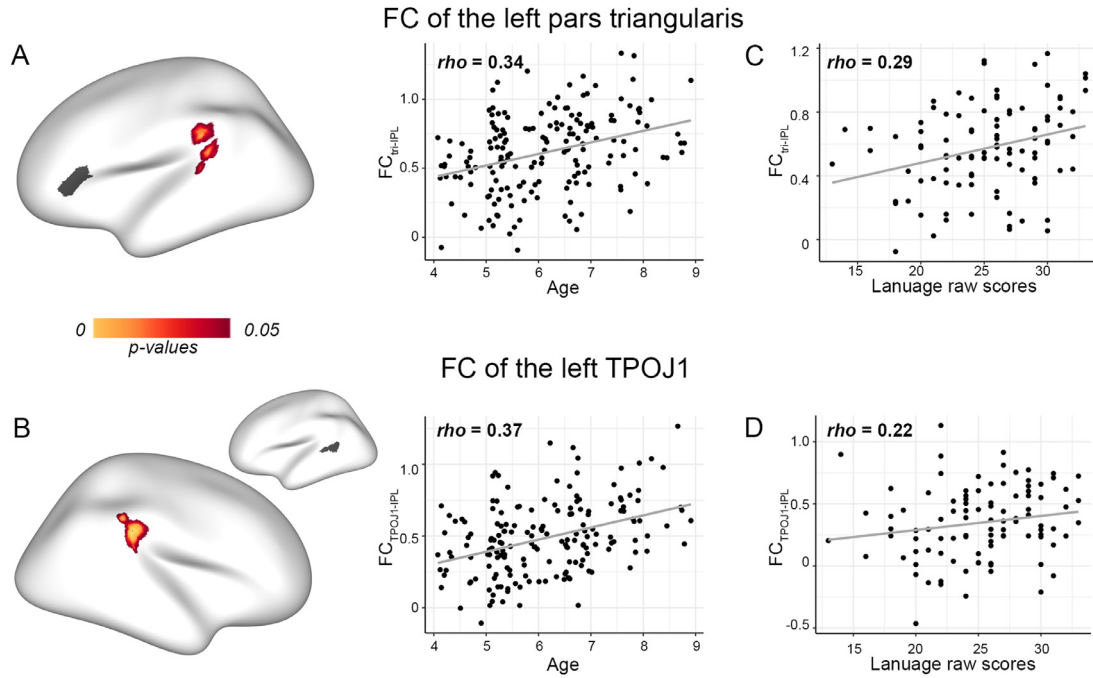 FC of the left pars triangularis
A
rho = 0.34
FCtri-IPL
1.0
0.5
0
4 5 6 7 8 9
Age
C
rho = 0.29
FCtri-IPL
1.2
0.8
0.4
0
15 20 25 30
Lanuage raw scores
0 0.05
p-values
FC of the left TPOJ1
B
rho = 0.37
FCTPOJ1-IPL
1.0
0.5
0
4 5 6 7 8 9
Age
D
rho = 0.22
FCTPOJ1-IPL
1.0
0.5
0
-0.5
15 20 25 30
Lanuage raw scores